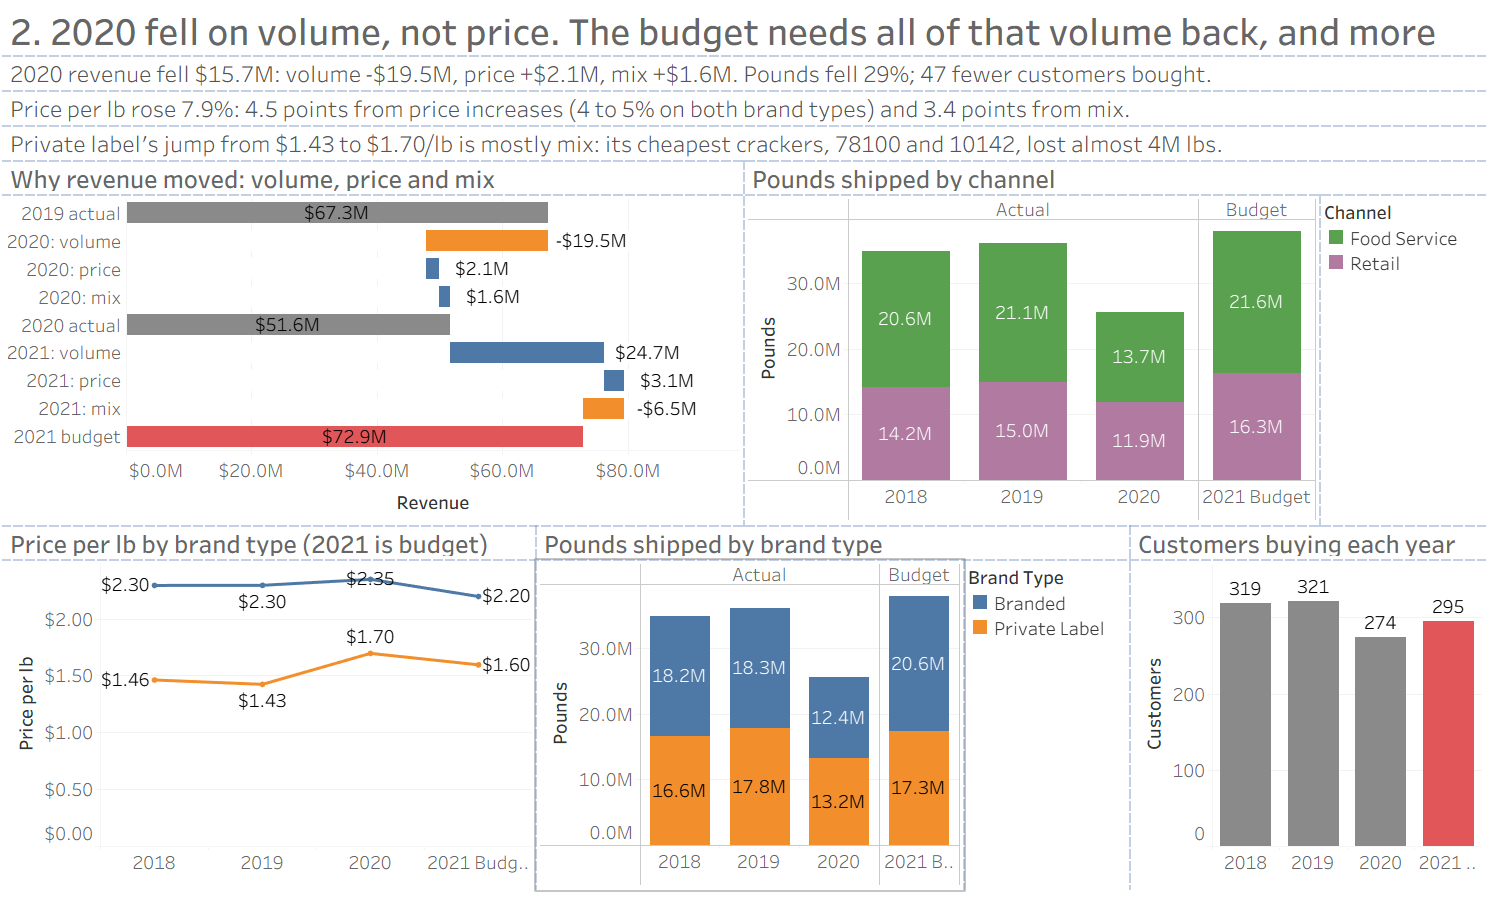 2. 2020 fell on volume, not price. The budget needs all of that volume back, and more
2020 revenue fell $15.7M: volume -$19.5M, price +$2.1M, mix +$1.6M. Pounds fell 29%; 47 fewer customers bought.
Price per lb rose 7.9%: 4.5 points from price increases (4 to 5% on both brand types) and 3.4 points from mix.
Private label's jump from $1.43 to $1.70/lb is mostly mix: its cheapest crackers, 78100 and 10142, lost almost 4M lbs.
Why revenue moved: volume, price and mix
2019 actual $67.3M
2020: volume -$19.5M
2020: price $2.1M
2020: mix $1.6M
2020 actual $51.6M
2021: volume $24.7M
2021: price $3.1M
2021: mix -$6.5M
2021 budget $72.9M
$0.0M $20.0M $40.0M $60.0M $80.0M
Revenue
Pounds shipped by channel
Actual Budget
Pounds
30.0M
20.0M
10.0M
0.0M
20.6M 21.1M 13.7M 21.6M
14.2M 15.0M 11.9M 16.3M
2018 2019 2020 2021 Budget
Channel
Food Service
Retail
Price per lb by brand type (2021 is budget)
Price per lb
$2.00
$1.50
$1.00
$0.50
$0.00
$2.30 $2.30 $2.35 $2.20
$1.46 $1.43 $1.70 $1.60
2018 2019 2020 2021 Budg..
Pounds shipped by brand type
Actual Budget
Pounds
30.0M
20.0M
10.0M
0.0M
18.2M 18.3M 12.4M 20.6M
16.6M 17.8M 13.2M 17.3M
2018 2019 2020 2021 B..
Brand Type
Branded
Private Label
Customers buying each year
Customers
300
200
100
0
319 321 274 295
2018 2019 2020 2021 ..